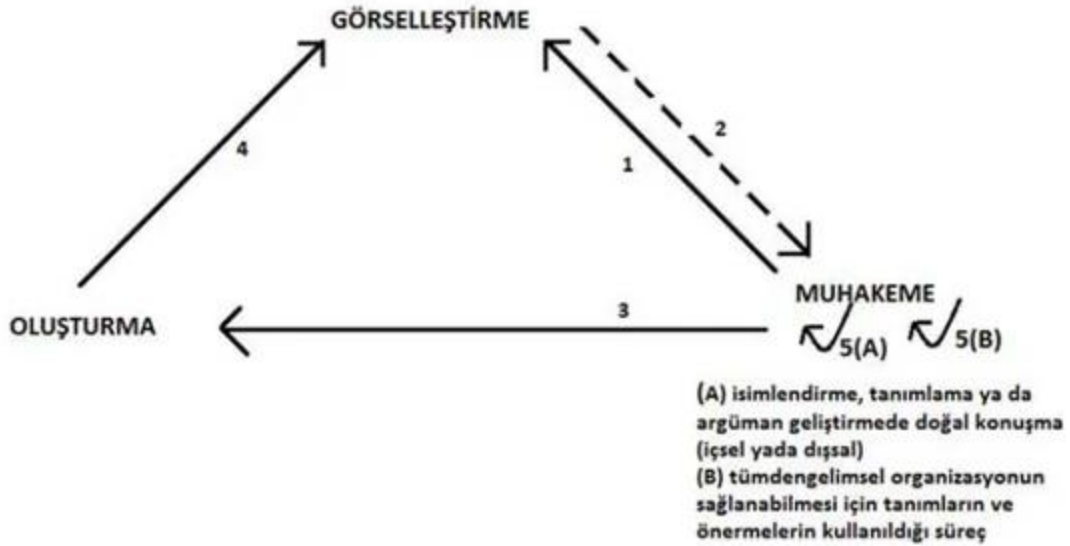 GÖRSELLEŞTİRME
4
2
1
MUHAKEME
OLUŞTURMA
3
5(A)
5(B)
(A) isimlendirme, tanımlama ya da
argüman geliştirmede doğal konuşma
(içsel yada dışsal)
(B) tümdengelimsel organizasyonun
sağlanabilmesi için tanımların ve
önermelerin kullanıldığı süreç